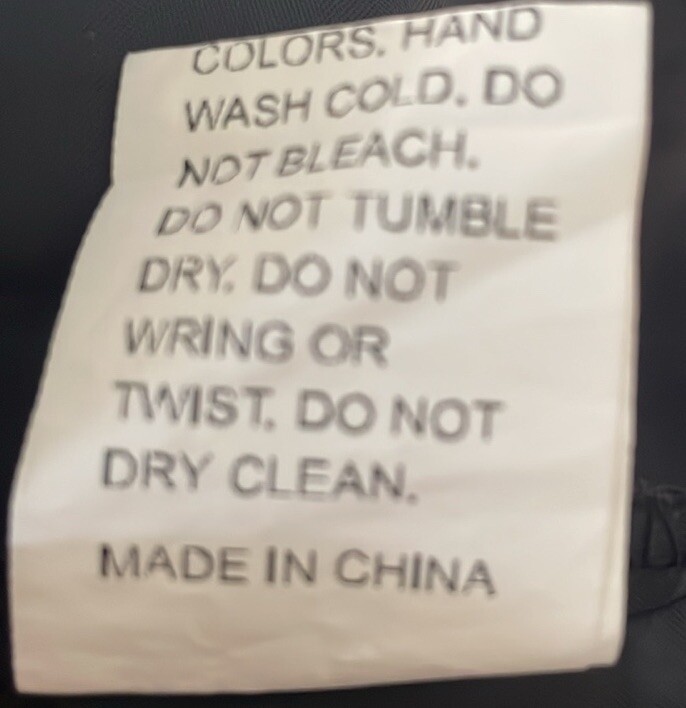 COLORS. HAND
WASH COLD. DO
NOT BLEACH.
DO NOT TUMBLE
DRY. DO NOT
WRING OR
TWIST. DO NOT
DRY CLEAN.
MADE IN CHINA